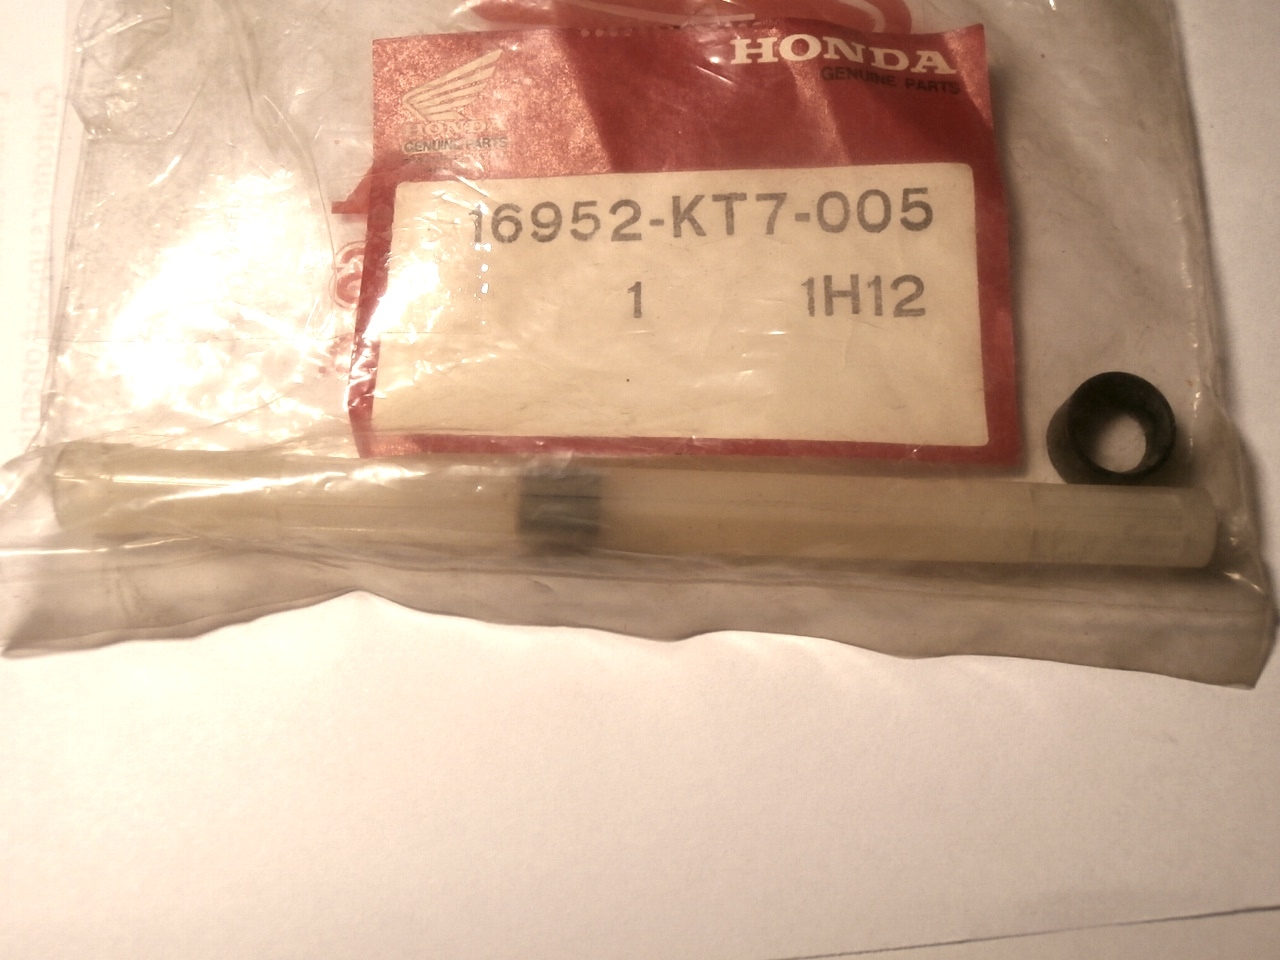 HONDA
GENUINE PARTS
HONDA
GENUINE PARTS
16952-KT7-005
1 1H12